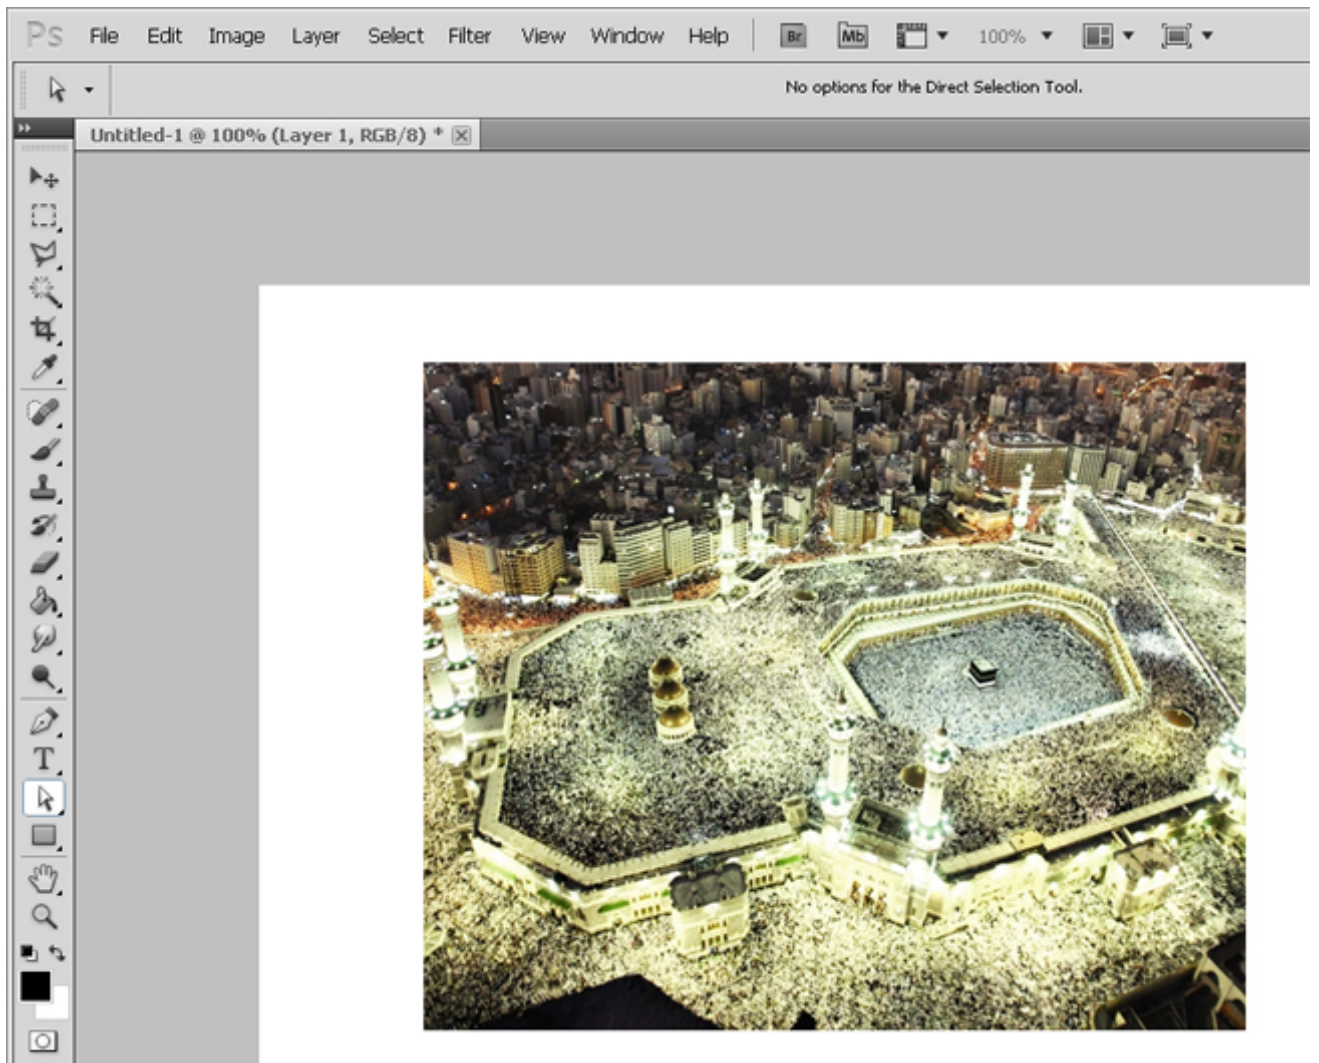 Ps File Edit Image Layer Select Filter View Window Help Br Mb 100%
No options for the Direct Selection Tool.
Untitled-1 @ 100% (Layer 1, RGB/8) *
T